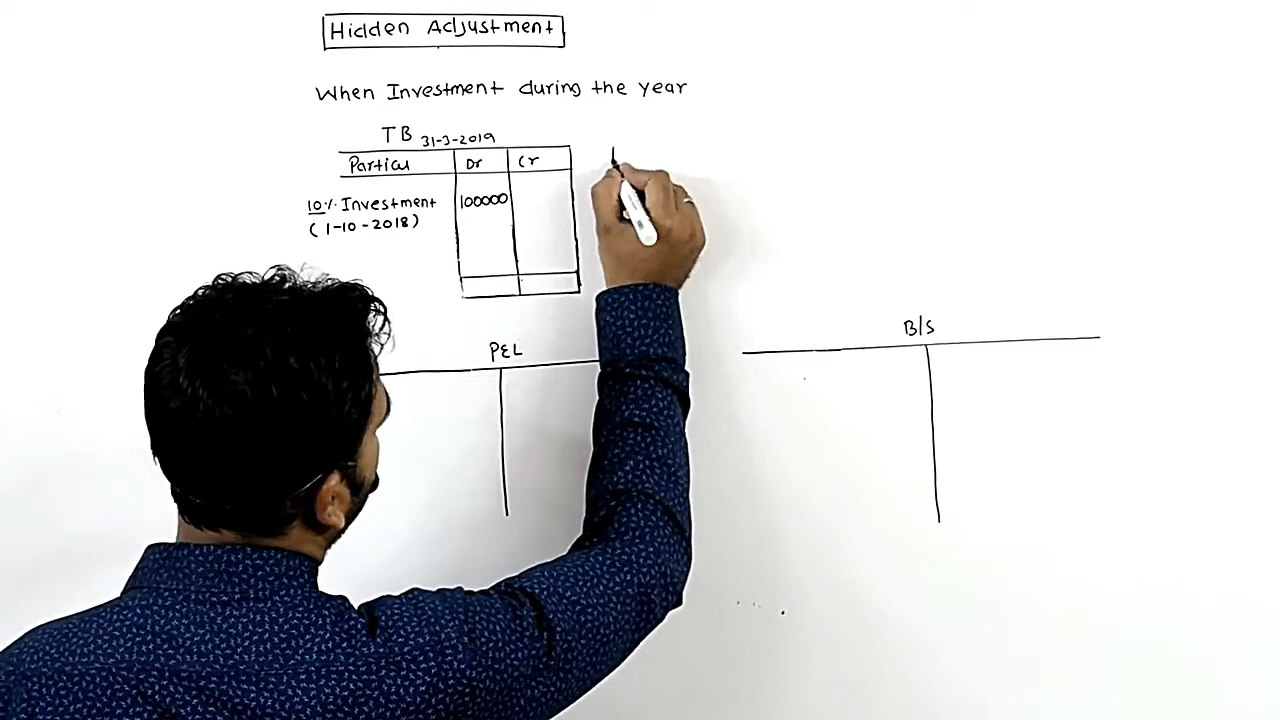 Hidden Adjustment
When Investment during the year
TB 31-3-2019
Particu Dr Cr
10% Investment 100000
(1-10-2018)
P&L
B/S